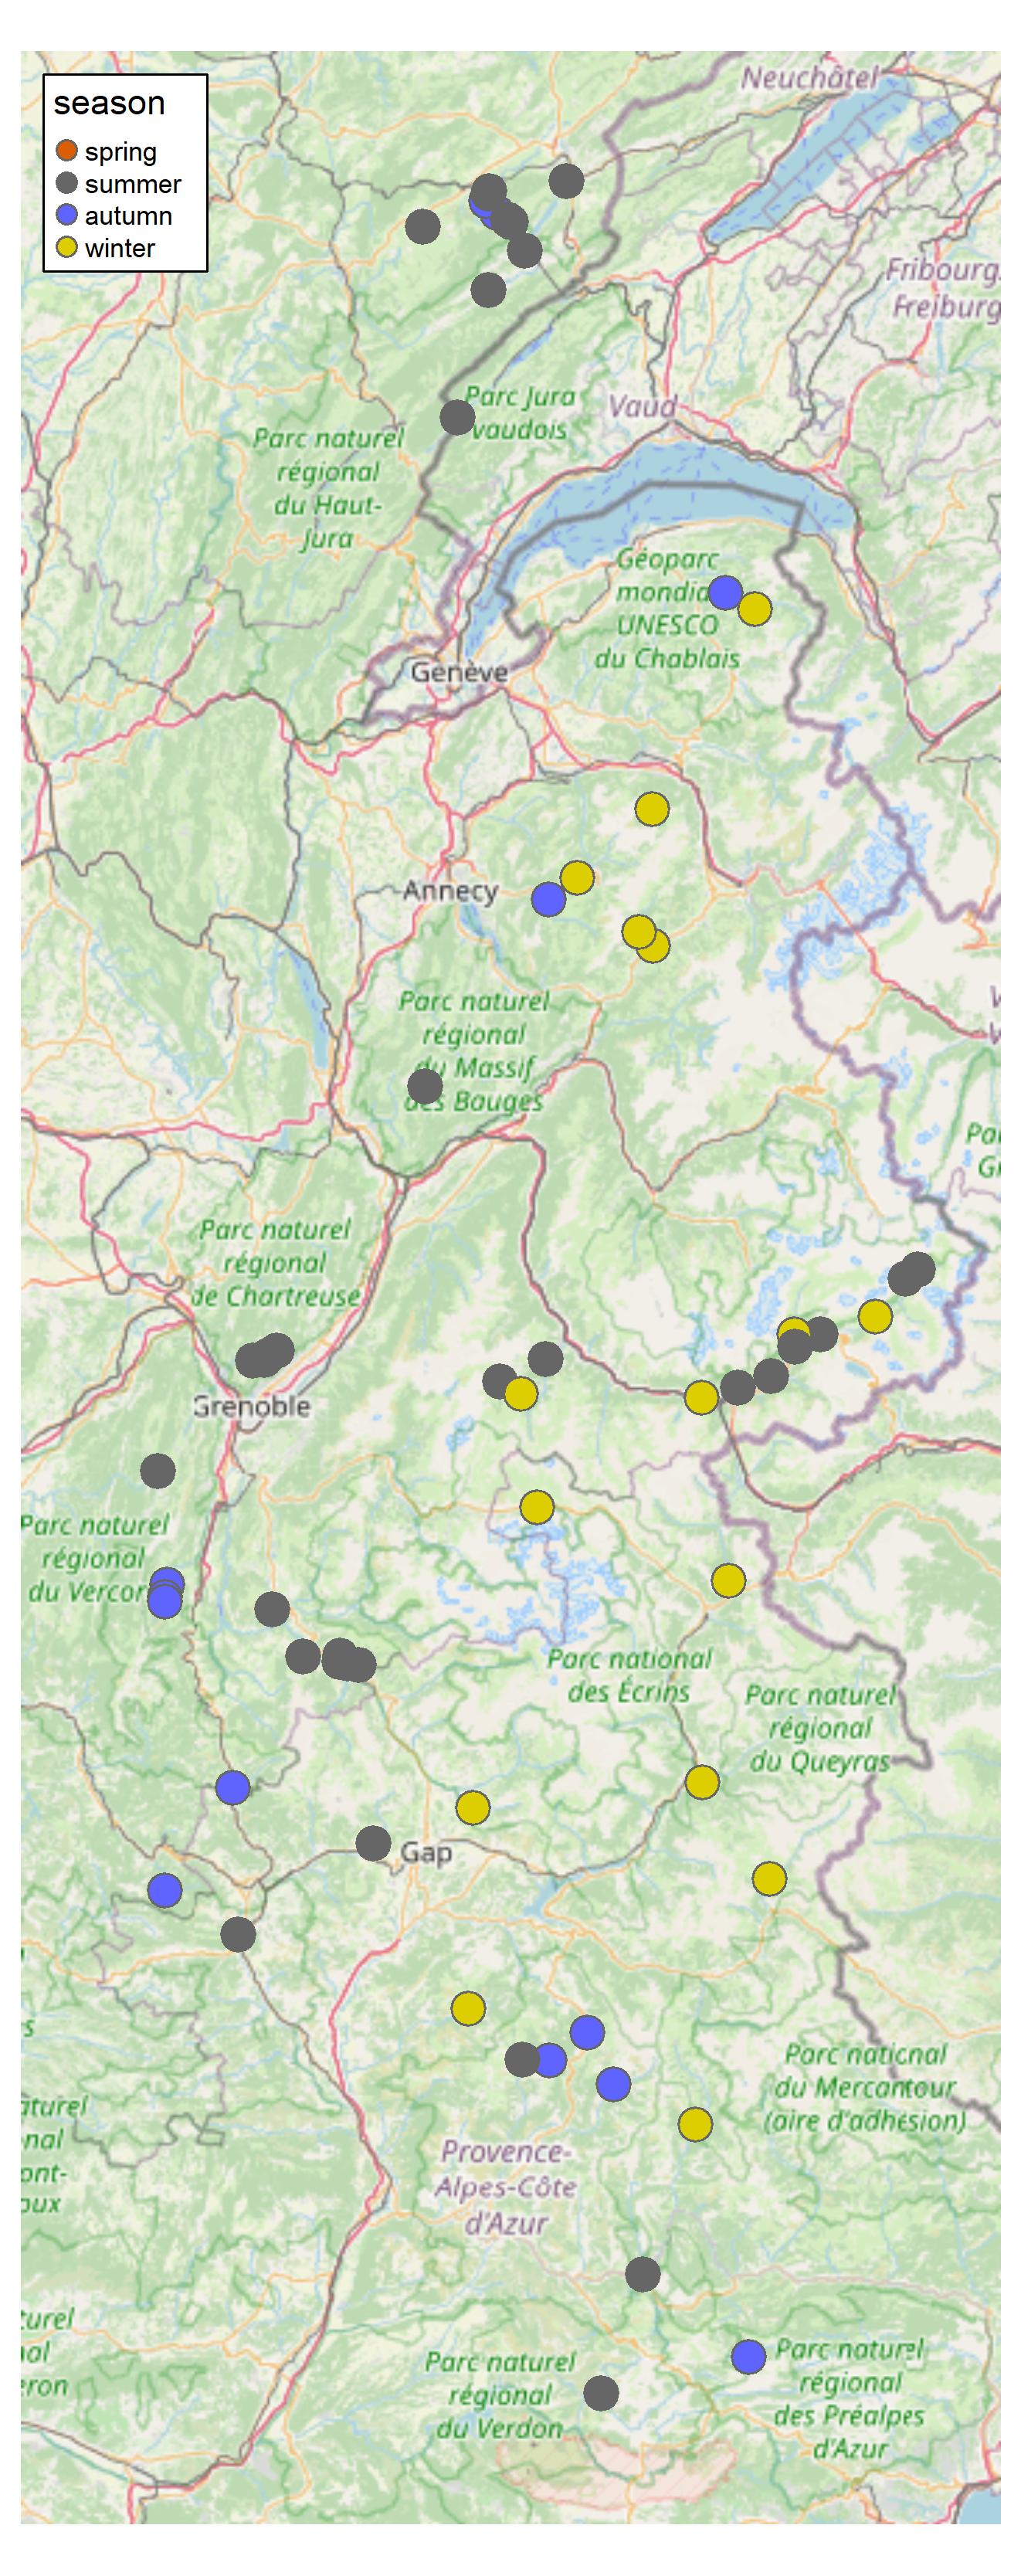 season
spring
summer
autumn
winter
Neuchâtel
Fribourg
Freiburg
Parc Jura
vaudois
Vaud
Parc naturel
régional
du Haut-
Jura
Géoparc
mondia
UNESCO
du Chablais
Genève
Annecy
Parc naturel
régional
du Massif
des Bauges
Parc naturel
régional
de Chartreuse
Grenoble
Parc naturel
régional
du Vercor
Parc national
des Écrins
Parc naturel
régional
du Queyras
Gap
Parc national
du Mercantour
(aire d'adhésion)
Provence-
Alpes-Côte
d'Azur
Parc naturel
régional
du Verdon
Parc naturel
régional
des Préalpes
d'Azur